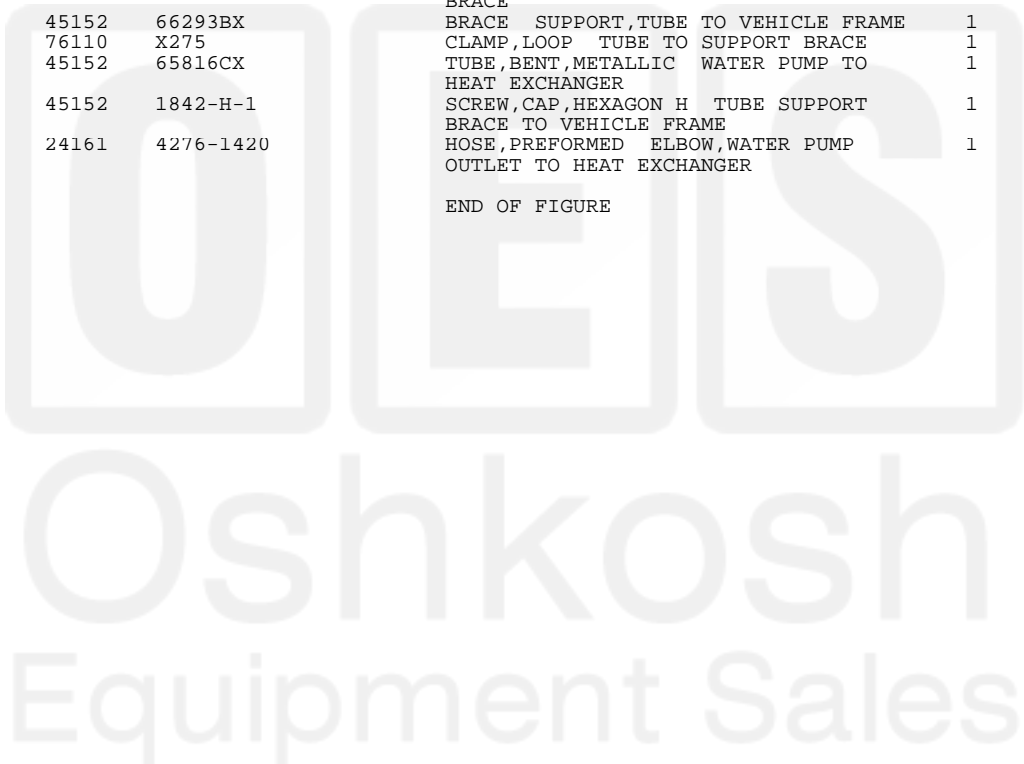 BRACE
45152 66293BX BRACE SUPPORT,TUBE TO VEHICLE FRAME 1
76110 X275 CLAMP,LOOP TUBE TO SUPPORT BRACE 1
45152 65816CX TUBE,BENT,METALLIC WATER PUMP TO 1
HEAT EXCHANGER
45152 1842-H-1 SCREW,CAP,HEXAGON H TUBE SUPPORT 1
BRACE TO VEHICLE FRAME
24161 4276-1420 HOSE,PREFORMED ELBOW,WATER PUMP 1
OUTLET TO HEAT EXCHANGER
END OF FIGURE
OES
Oshkosh
Equipment Sales